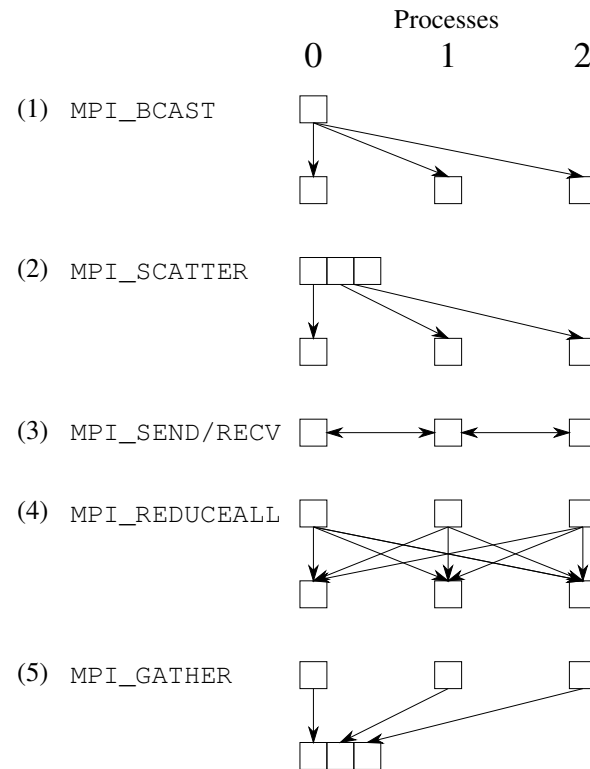 Processes
0 1 2
(1) MPI_BCAST
(2) MPI_SCATTER
(3) MPI_SEND/RECV
(4) MPI_REDUCEALL
(5) MPI_GATHER